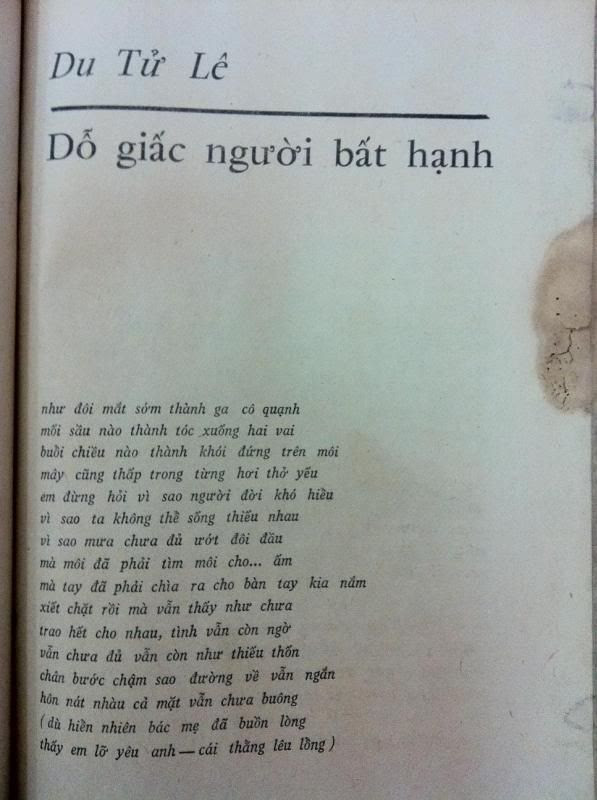 Du Tử Lê
Dỗ giấc người bất hạnh
như đôi mắt sớm thành ga cô quạnh
mối sầu nào thành tóc xuống hai vai
buổi chiều nào thành khói đứng trên môi
mây cũng thấp trong từng hơi thở yếu
em đừng hỏi vì sao người đời khó hiểu
vì sao ta không thể sống thiếu nhau
vì sao mưa chưa đủ ướt đôi đầu
mà môi đã phải tìm môi cho... ấm
mà tay đã phải chìa ra cho bàn tay kia nắm
xiết chặt rồi mà vẫn thấy như chưa
trao hết cho nhau, tình vẫn còn ngờ
vẫn chưa đủ vẫn còn như thiếu thốn
chân bước chậm sao đường về vẫn ngắn
hôn nát nhàu cả mặt vẫn chưa buông
(dù hiển nhiên bác mẹ đã buồn lòng
thấy em lỡ yêu anh — cái thằng lêu lổng)